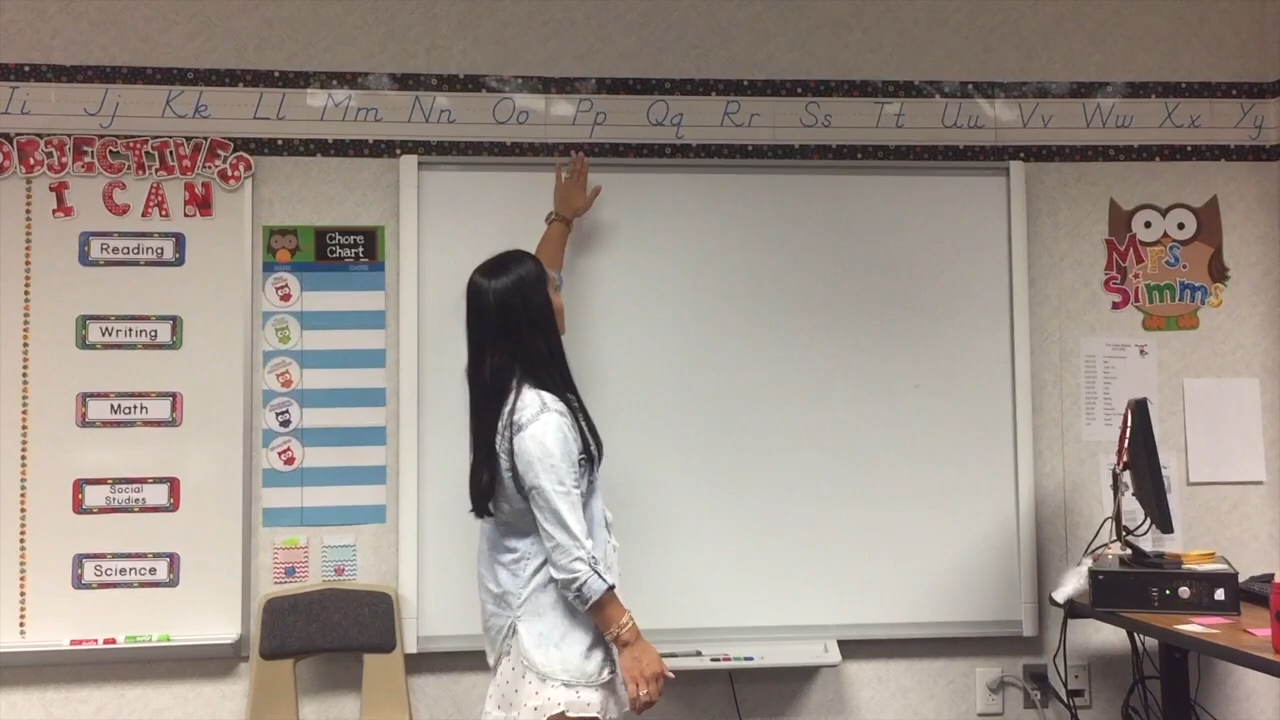 Ii Jj Kk Ll Mm Nn Oo Pp Qq Rr Ss Tt Uu Vv Ww Xx Yy
OBJECTIVES
I CAN
Reading
Writing
Math
Social
Studies
Science
Chore
Chart
Mrs.
Simms